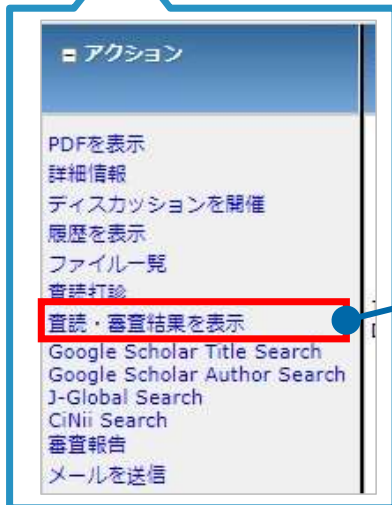 アクション
PDFを表示
詳細情報
ディスカッションを開催
履歴を表示
ファイル一覧
査読打診
査読・審査結果を表示
Google Scholar Title Search
Google Scholar Author Search
J-Global Search
CiNii Search
審査報告
メールを送信